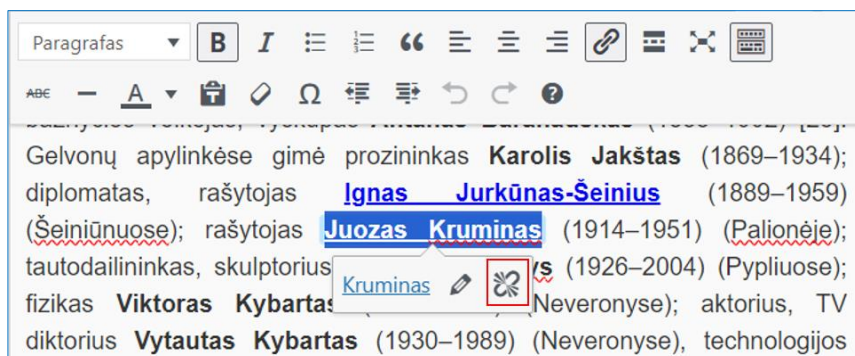 Paragrafas
B I
ABC A Ω
Gelvonų apylinkėse gimė prozininkas Karolis Jakštas (1869–1934);
diplomatas, rašytojas Ignas Jurkūnas-Šeinius (1889–1959)
(Šeiniūnuose); rašytojas Juozas Kruminas (1914–1951) (Palionėje);
tautodailininkas, skulptorius ys (1926–2004) (Pypliuose);
Kruminas
fizikas Viktoras Kybartas (Neveronyse); aktorius, TV
diktorius Vytautas Kybartas (1930–1989) (Neveronyse), technologijos